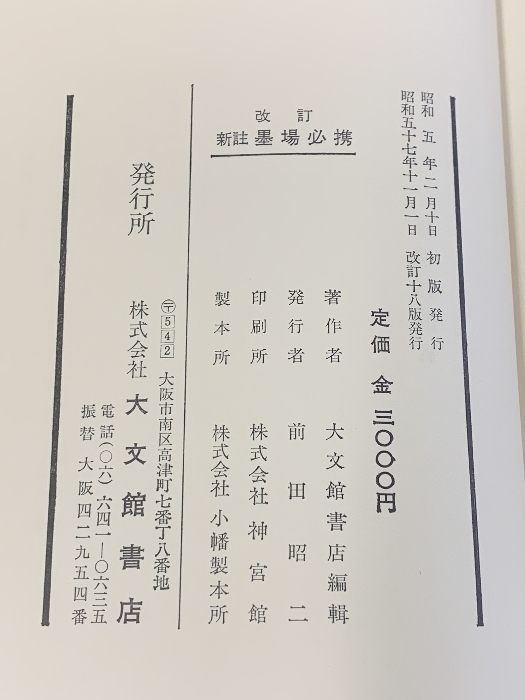 昭和五年二月十日 初版発行
昭和五十七年十一月一日 改訂十八版発行
定価 金 三〇〇〇円
改訂
新註 墨場必携
著作者 大文館書店編輯
発行者 前田昭二
印刷所 株式会社神宮館
製本所 株式会社小幡製本所
〒542 大阪市南区高津町七番丁八番地
発行所 株式会社 大文館書店
電話(〇六)六四一―〇六三五
振替大阪四二九五四番